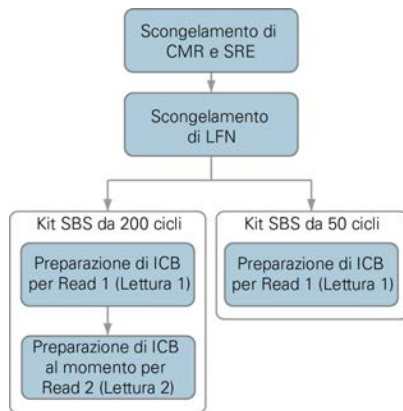 Scongelamento di
CMR e SRE
Scongelamento
di LFN
Kit SBS da 200 cicli
Preparazione di ICB
per Read 1 (Lettura 1)
Preparazione di ICB
al momento per
Read 2 (Lettura 2)
Kit SBS da 50 cicli
Preparazione di ICB
per Read 1 (Lettura 1)